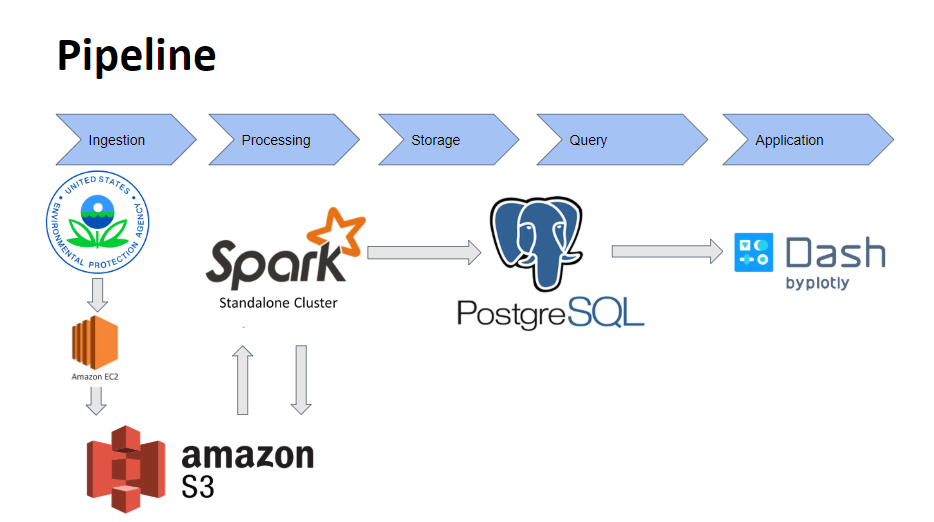 Pipeline
Ingestion
Processing
Storage
Query
Application
UNITED STATES
ENVIRONMENTAL PROTECTION AGENCY
Spark
Standalone Cluster
PostgreSQL
Dash
byplotly
Amazon EC2
amazon
S3